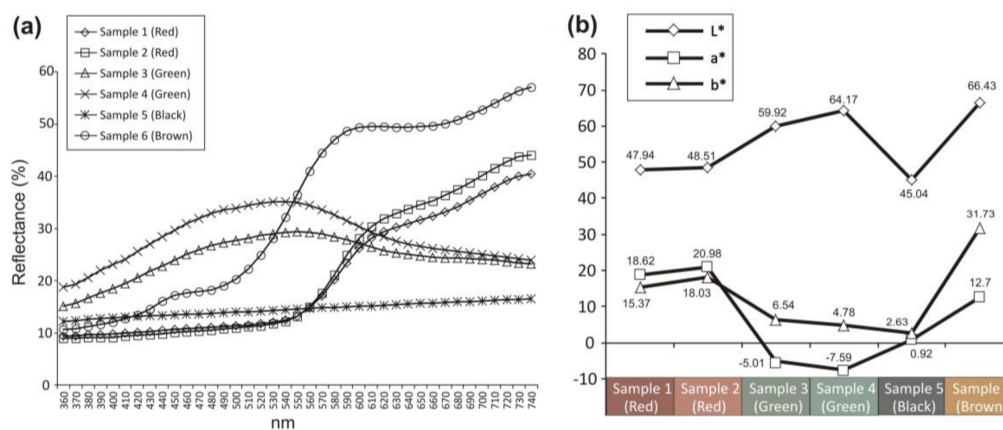 (a)
Sample 1 (Red)
Sample 2 (Red)
Sample 3 (Green)
Sample 4 (Green)
Sample 5 (Black)
Sample 6 (Brown)
Reflectance (%)
60
50
40
30
20
10
0
360 370 380 390 400 410 420 430 440 450 460 470 480 490 500 510 520 530 540 550 560 570 580 590 600 610 620 630 640 650 660 670 680 690 700 710 720 730 740
nm
(b)
L*
a*
b*
80
70
60
50
40
30
20
10
0
-10
47.94
48.51
59.92
64.17
45.04
66.43
18.62
20.98
15.37
18.03
6.54
4.78
2.63
31.73
12.7
-5.01
-7.59
0.92
Sample 1 Sample 2 Sample 3 Sample 4 Sample 5 Sample
(Red) (Red) (Green) (Green) (Black) (Brown)